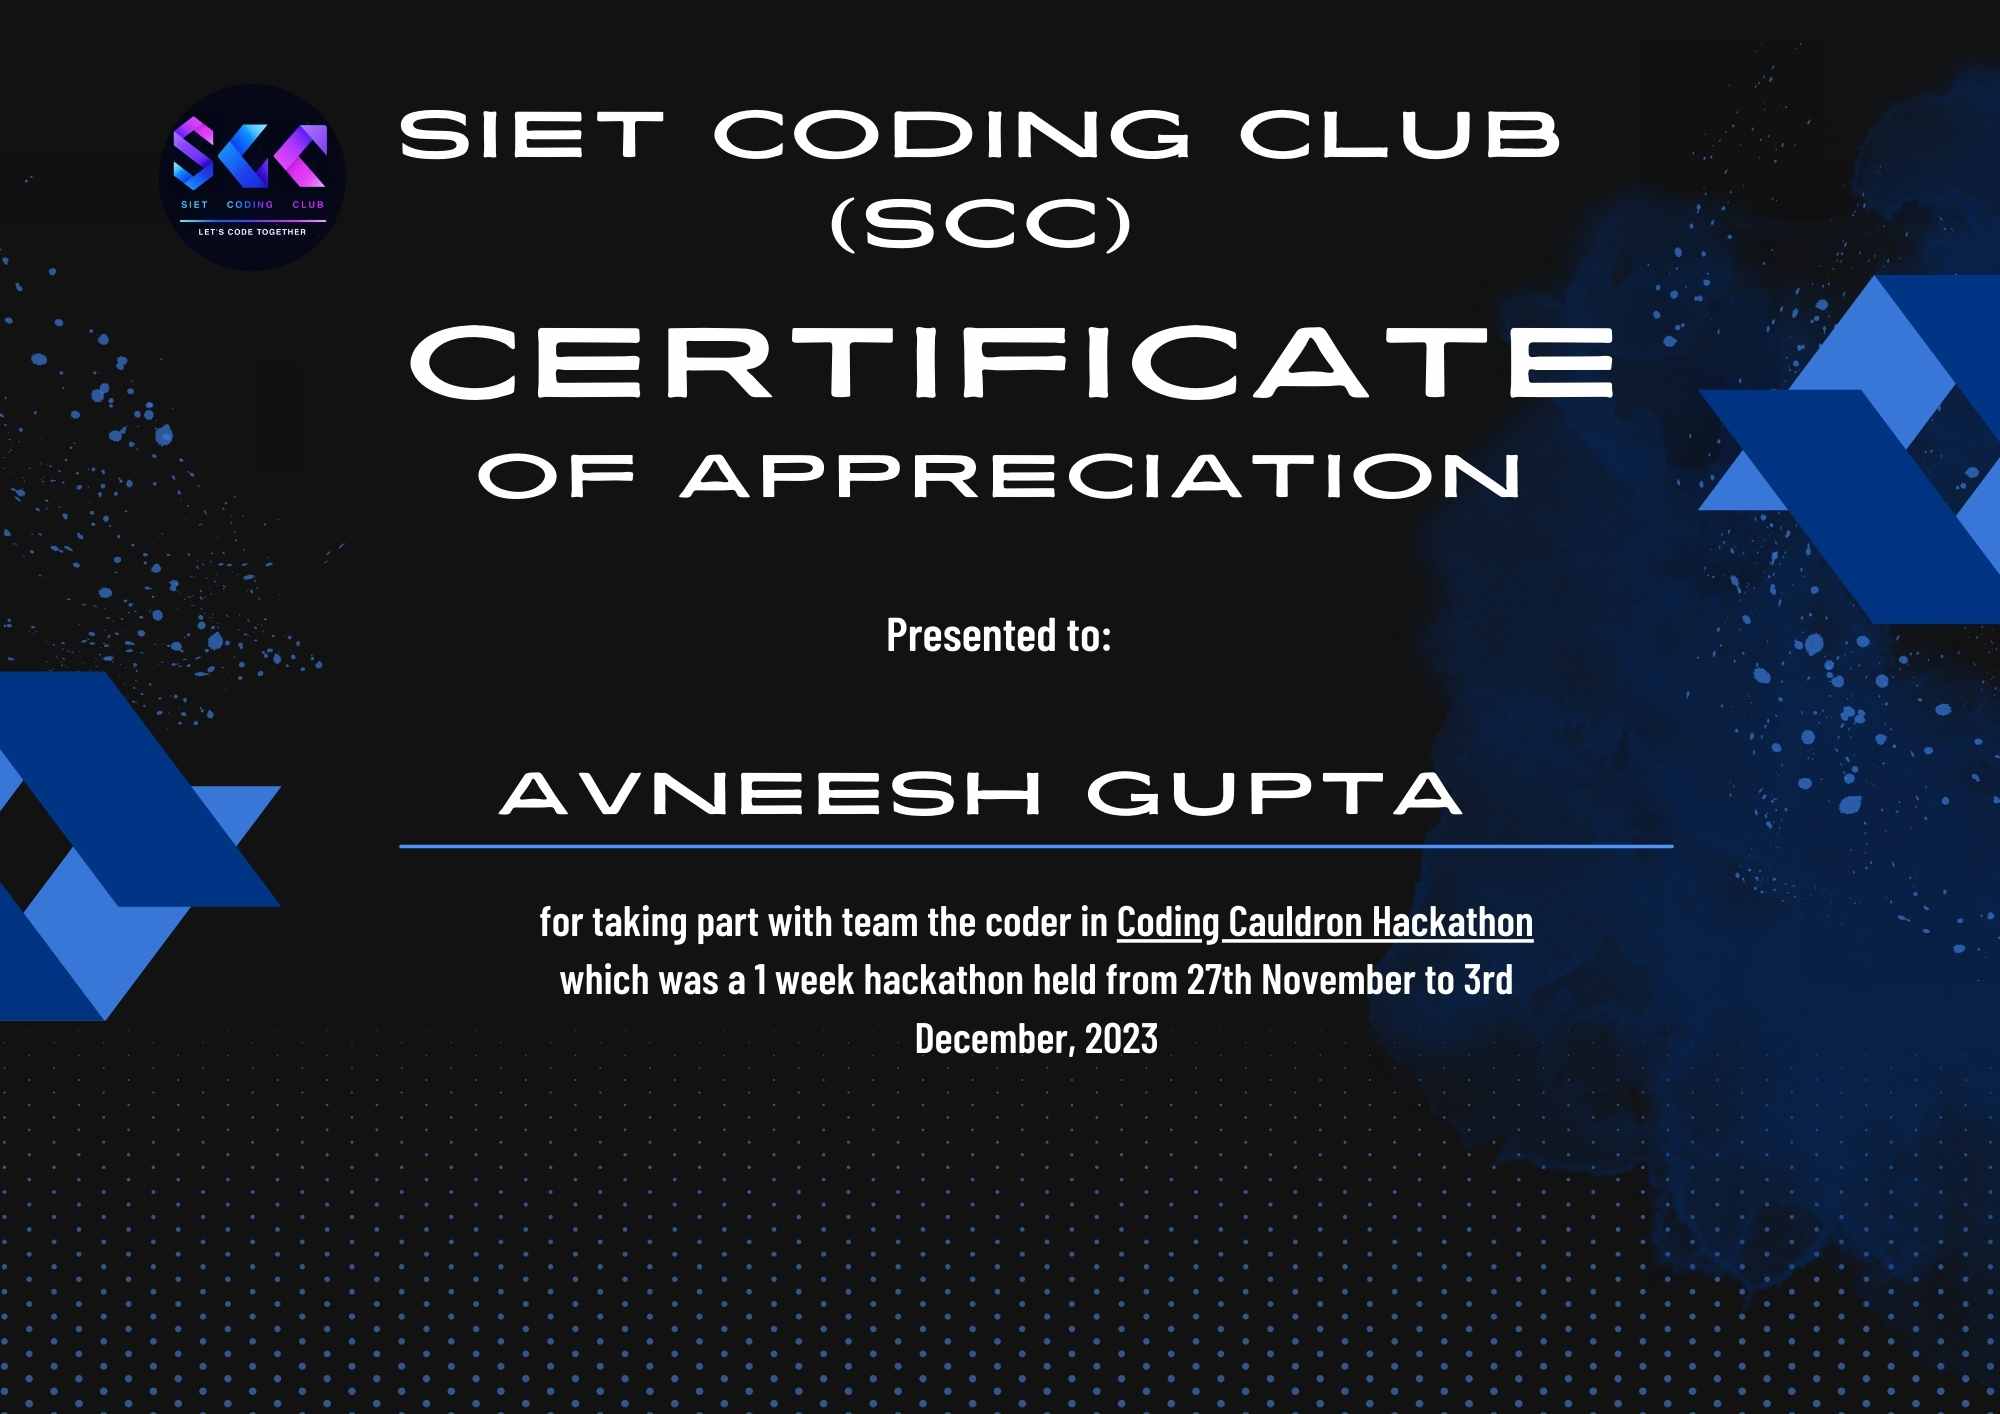 SCC
SIET CODING CLUB
LET'S CODE TOGETHER
SIET CODING CLUB
(SCC)
CERTIFICATE
OF APPRECIATION
Presented to:
AVNEESH GUPTA
for taking part with team the coder in Coding Cauldron Hackathon
which was a 1 week hackathon held from 27th November to 3rd
December, 2023